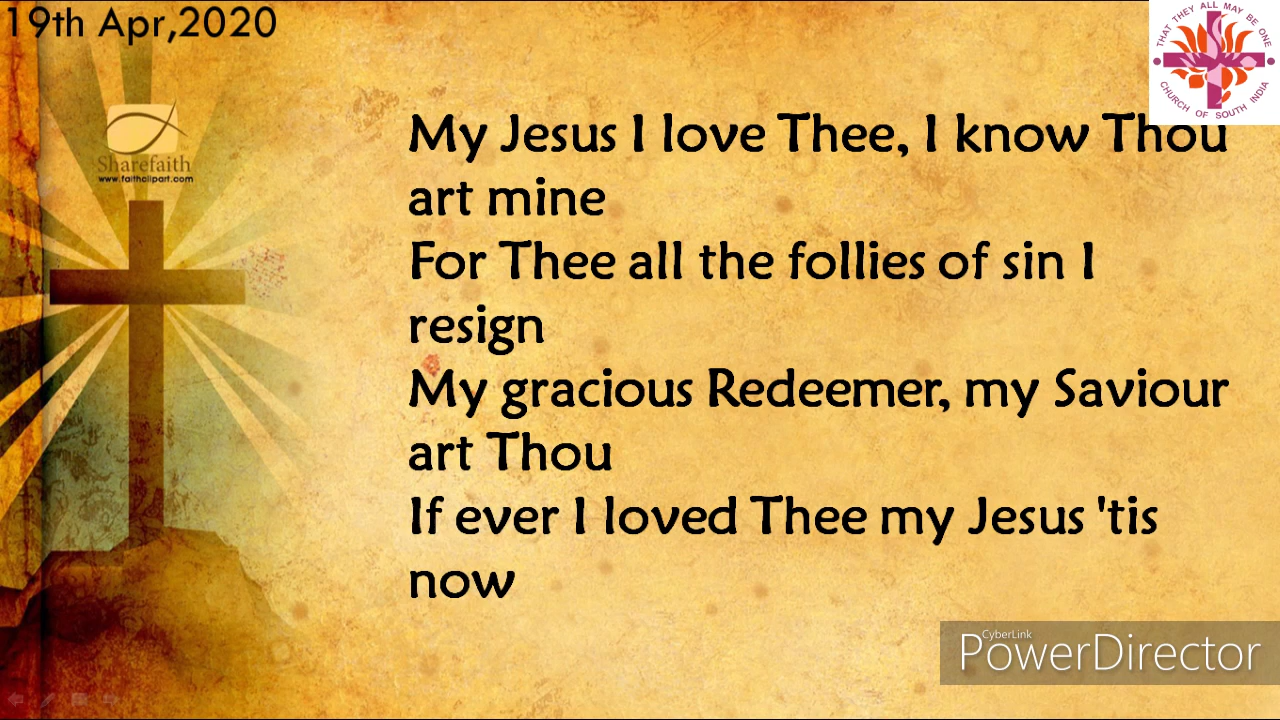 19th Apr,2020
THAT THEY ALL MAY BE ONE
CHURCH OF SOUTH INDIA
Sharefaith
www.faithclipart.com
My Jesus I love Thee, I know Thou
art mine
For Thee all the follies of sin I
resign
My gracious Redeemer, my Saviour
art Thou
If ever I loved Thee my Jesus 'tis
now
CyberLink
PowerDirector